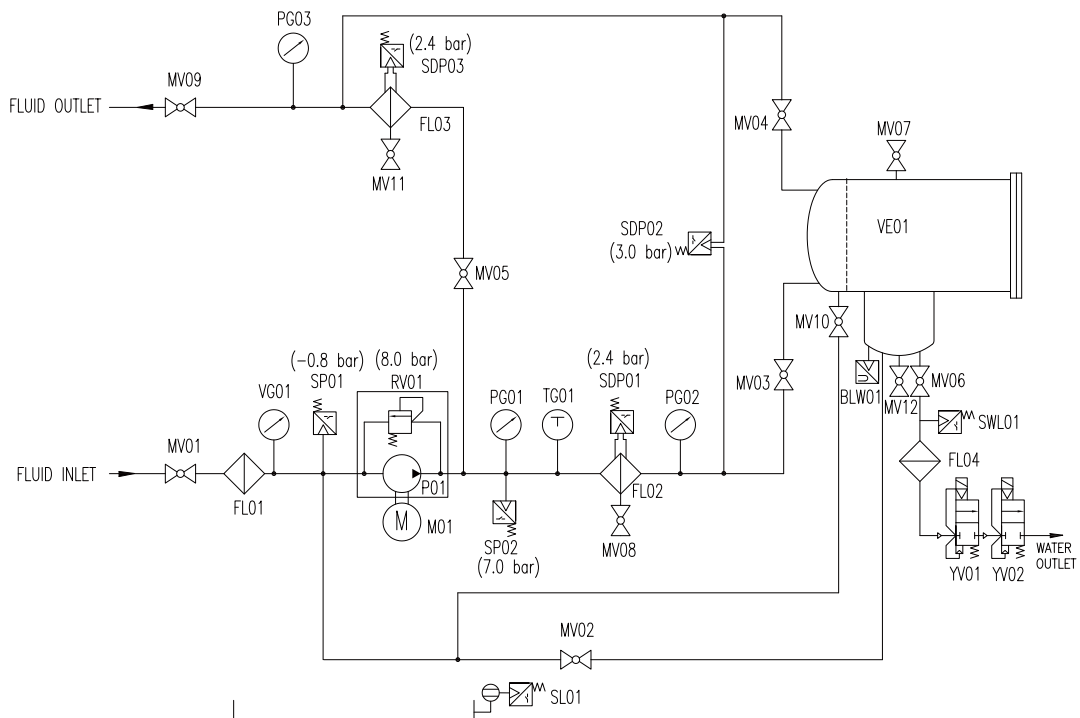 PG03
(2.4 bar)
SDP03
MV09
FLUID OUTLET
FL03
MV04
MV07
MV11
VE01
SDP02
(3.0 bar)
MV05
MV10
(-0.8 bar)
SP01
(8.0 bar)
RV01
(2.4 bar)
SDP01
VG01
PG01
TG01
PG02
MV03
BLW01
MV12
MV06
SWL01
MV01
FLUID INLET
FL01
P01
FL02
FL04
M
M01
SP02
(7.0 bar)
MV08
YV01
YV02
WATER
OUTLET
MV02
SL01